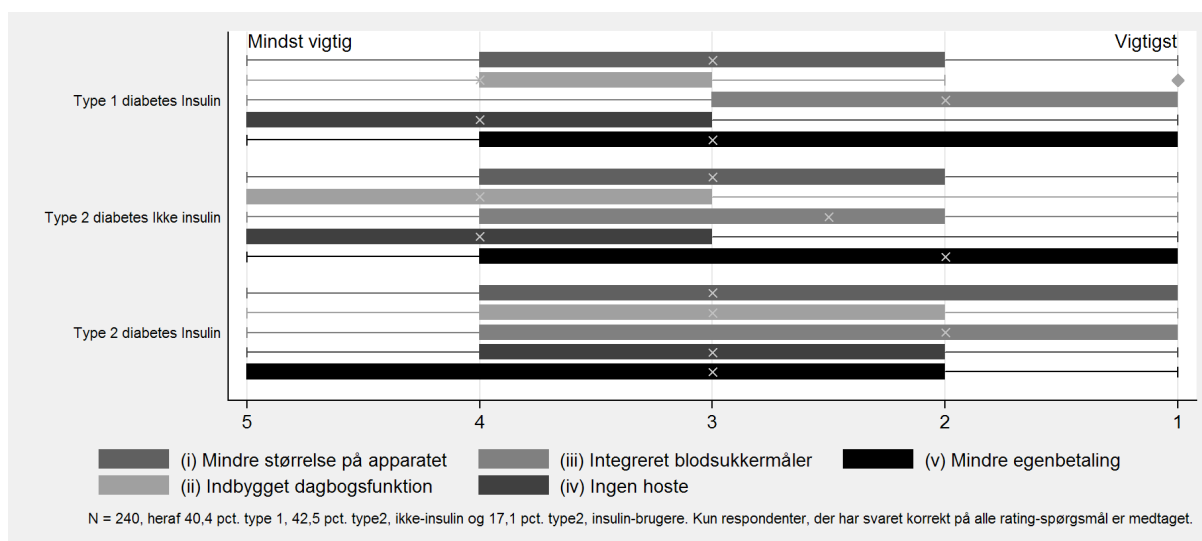 Mindst vigtig Vigtigst
Type 1 diabetes Insulin
Type 2 diabetes Ikke insulin
Type 2 diabetes Insulin
5 4 3 2 1
(i) Mindre størrelse på apparatet (iii) Integreret blodsukkermåler (v) Mindre egenbetaling
(ii) Indbygget dagbogsfunktion (iv) Ingen hoste
N = 240, heraf 40,4 pct. type 1, 42,5 pct. type2, ikke-insulin og 17,1 pct. type2, insulin-brugere. Kun respondenter, der har svaret korrekt på alle rating-spørgsmål er medtaget.